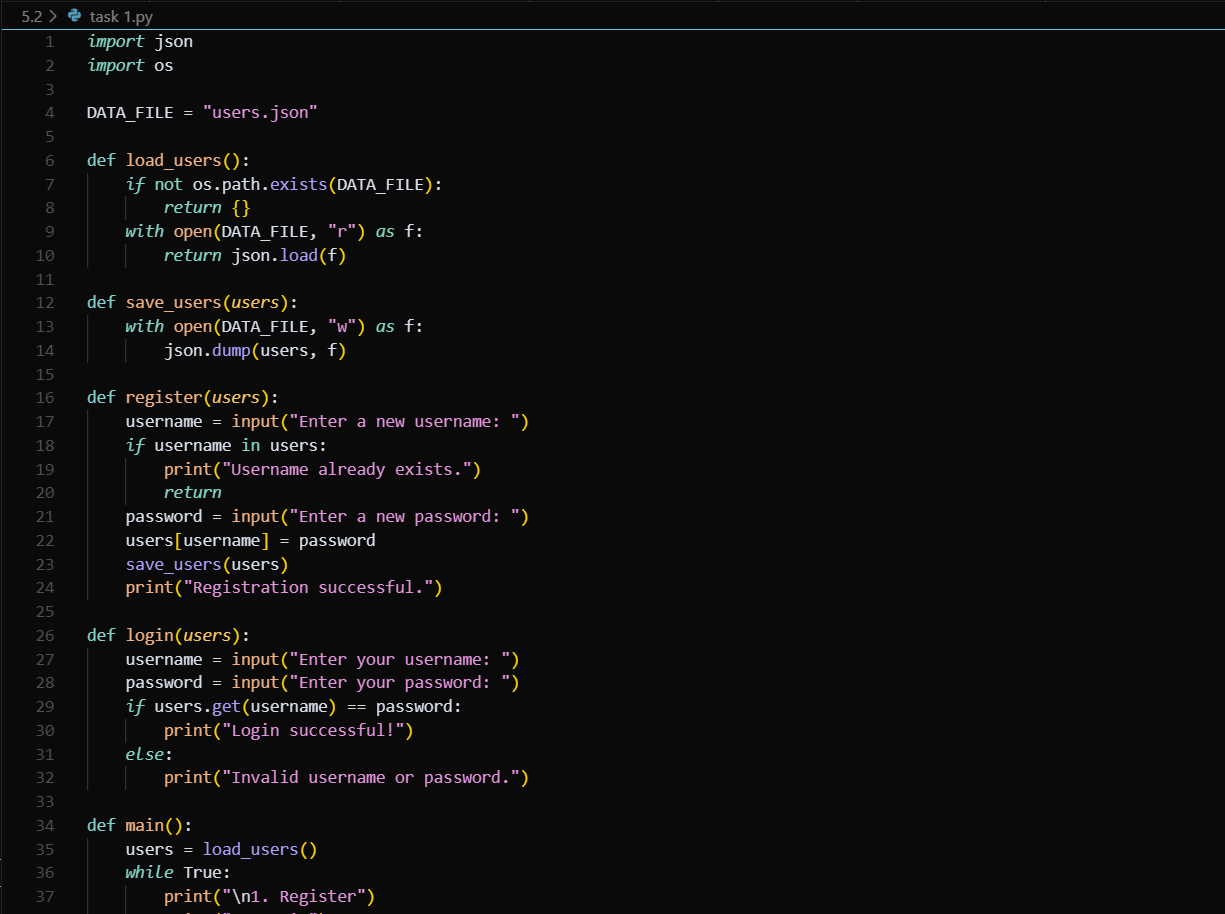 5.2 > task 1.py
1 import json
2 import os
3
4 DATA_FILE = "users.json"
5
6 def load_users():
7     if not os.path.exists(DATA_FILE):
8         return {}
9     with open(DATA_FILE, "r") as f:
10         return json.load(f)
11
12 def save_users(users):
13     with open(DATA_FILE, "w") as f:
14         json.dump(users, f)
15
16 def register(users):
17     username = input("Enter a new username: ")
18     if username in users:
19         print("Username already exists.")
20         return
21     password = input("Enter a new password: ")
22     users[username] = password
23     save_users(users)
24     print("Registration successful.")
25
26 def login(users):
27     username = input("Enter your username: ")
28     password = input("Enter your password: ")
29     if users.get(username) == password:
30         print("Login successful!")
31     else:
32         print("Invalid username or password.")
33
34 def main():
35     users = load_users()
36     while True:
37         print("\n1. Register")